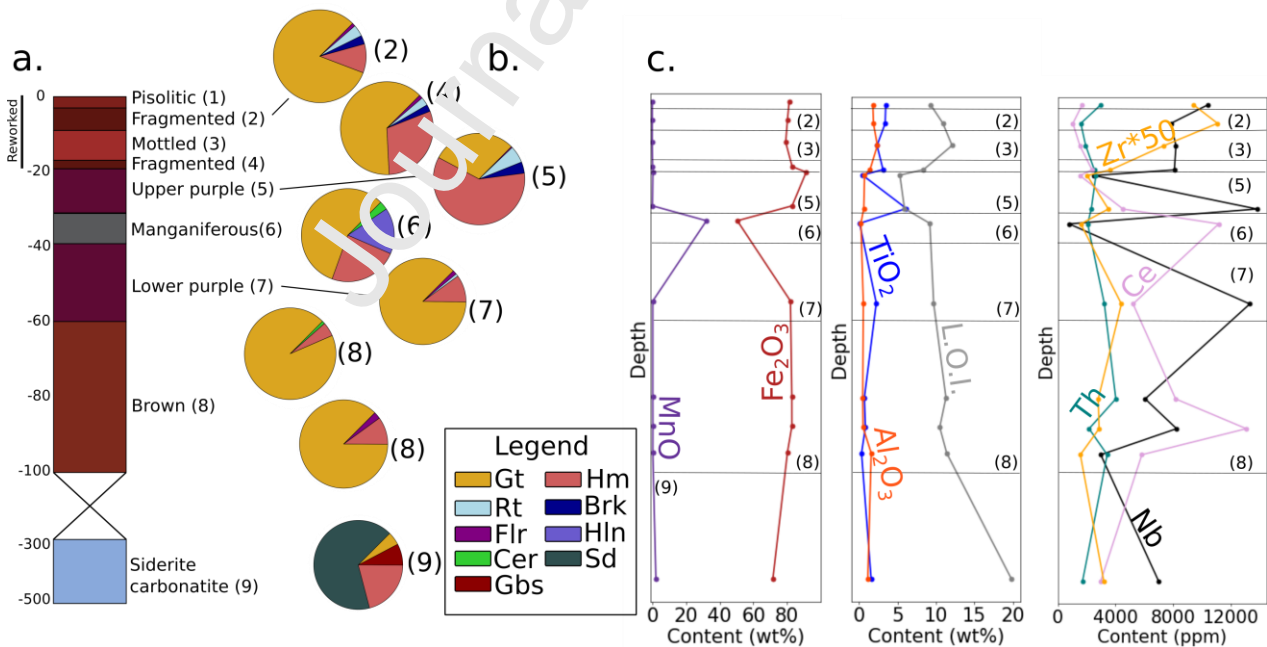 Journa
a.
b.
c.
Reworked
0
-20
-40
-60
-80
-100
-300
-500
Pisolitic (1)
Fragmented (2)
Mottled (3)
Fragmented (4)
Upper purple (5)
Manganiferous(6)
Lower purple (7)
Brown (8)
Siderite
carbonatite (9)
(2)
(4)
(5)
(6)
(7)
(8)
(8)
(9)
Legend
Gt
Hm
Rt
Brk
Flr
Hln
Cer
Sd
Gbs
Depth
MnO
Fe2O3
(2)
(3)
(5)
(6)
(7)
(8)
(9)
0 20 40 60 80
Content (wt%)
Depth
TiO2
Al2O3
L.O.I.
(2)
(3)
(5)
(6)
(7)
(8)
0 5 10 15 20
Content (wt%)
Depth
Zr*50
Ce
Th
Nb
(2)
(3)
(5)
(6)
(7)
(8)
0 4000 8000 12000
Content (ppm)